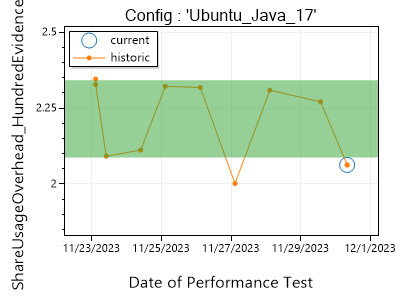 Config : 'Ubuntu_Java_17'
ShareUsageOverhead_HundredEvidence
2.5
2.25
2
current
historic
11/23/2023
11/25/2023
11/27/2023
11/29/2023
12/1/2023
Date of Performance Test